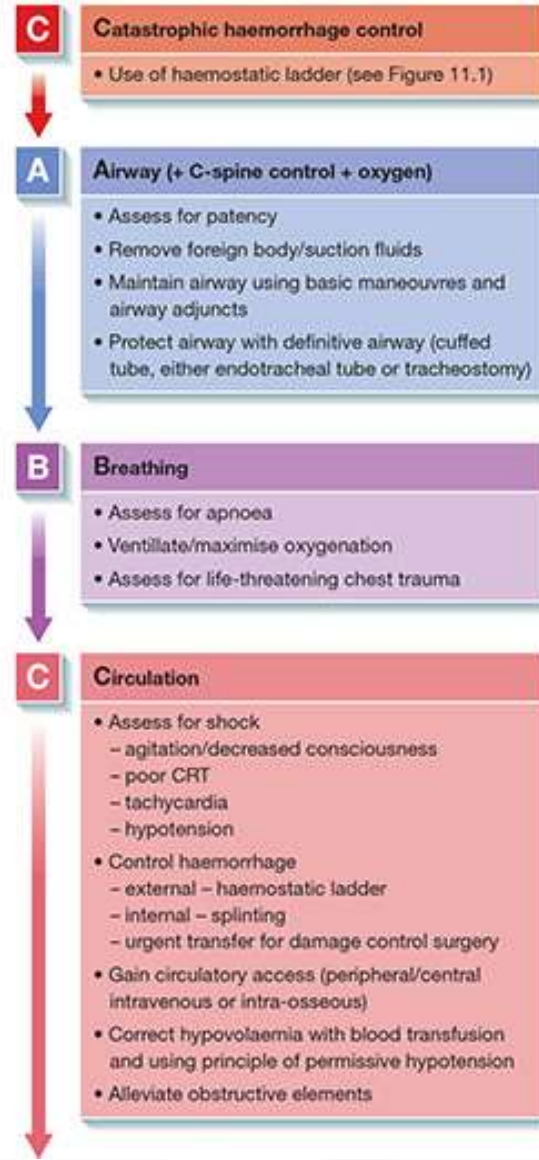 C
Catastrophic haemorrhage control
• Use of haemostatic ladder (see Figure 11.1)
A
Airway (+ C-spine control + oxygen)
• Assess for patency
• Remove foreign body/suction fluids
• Maintain airway using basic maneouvres and
airway adjuncts
• Protect airway with definitive airway (cuffed
tube, either endotracheal tube or tracheostomy)
B
Breathing
• Assess for apnoea
• Ventillate/maximise oxygenation
• Assess for life-threatening chest trauma
C
Circulation
• Assess for shock
– agitation/decreased consciousness
– poor CRT
– tachycardia
– hypotension
• Control haemorrhage
– external – haemostatic ladder
– internal – splinting
– urgent transfer for damage control surgery
• Gain circulatory access (peripheral/central
intravenous or intra-osseous)
• Correct hypovolaemia with blood transfusion
and using principle of permissive hypotension
• Alleviate obstructive elements